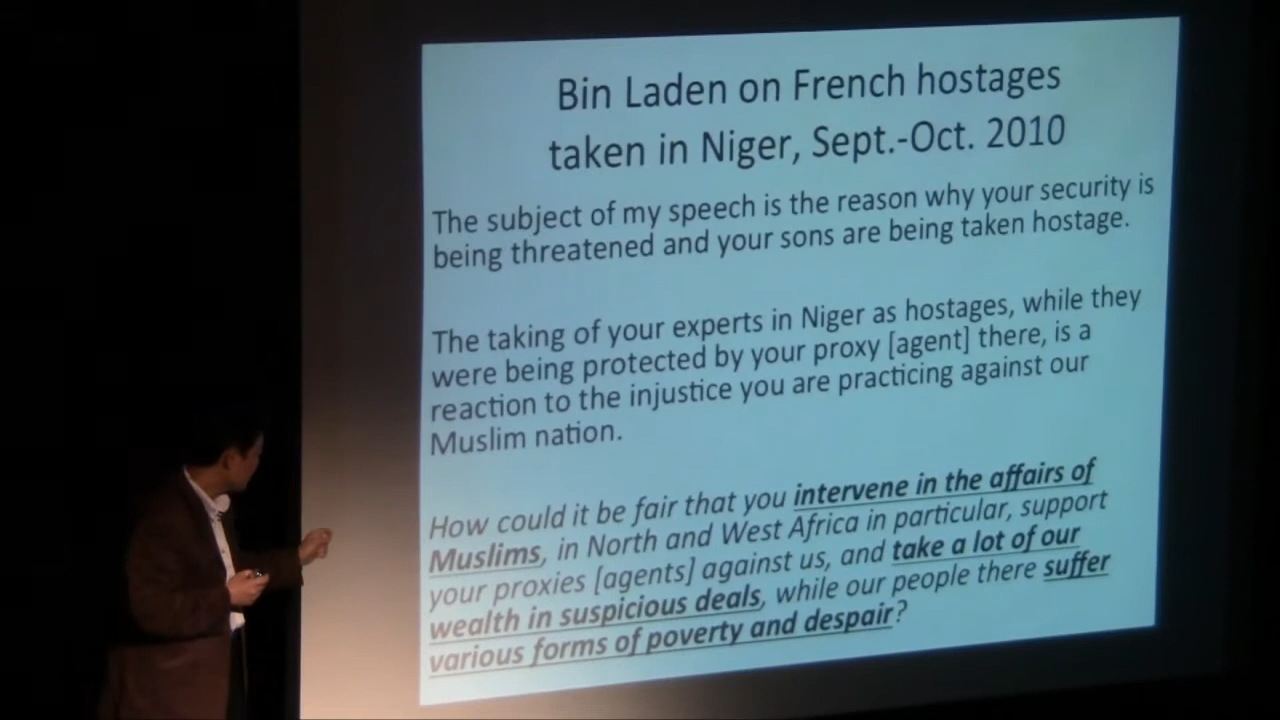 Bin Laden on French hostages
taken in Niger, Sept.-Oct. 2010
The subject of my speech is the reason why your security is
being threatened and your sons are being taken hostage.
The taking of your experts in Niger as hostages, while they
were being protected by your proxy [agent] there, is a
reaction to the injustice you are practicing against our
Muslim nation.
How could it be fair that you intervene in the affairs of
Muslims, in North and West Africa in particular, support
your proxies [agents] against us, and take a lot of our
wealth in suspicious deals, while our people there suffer
various forms of poverty and despair?